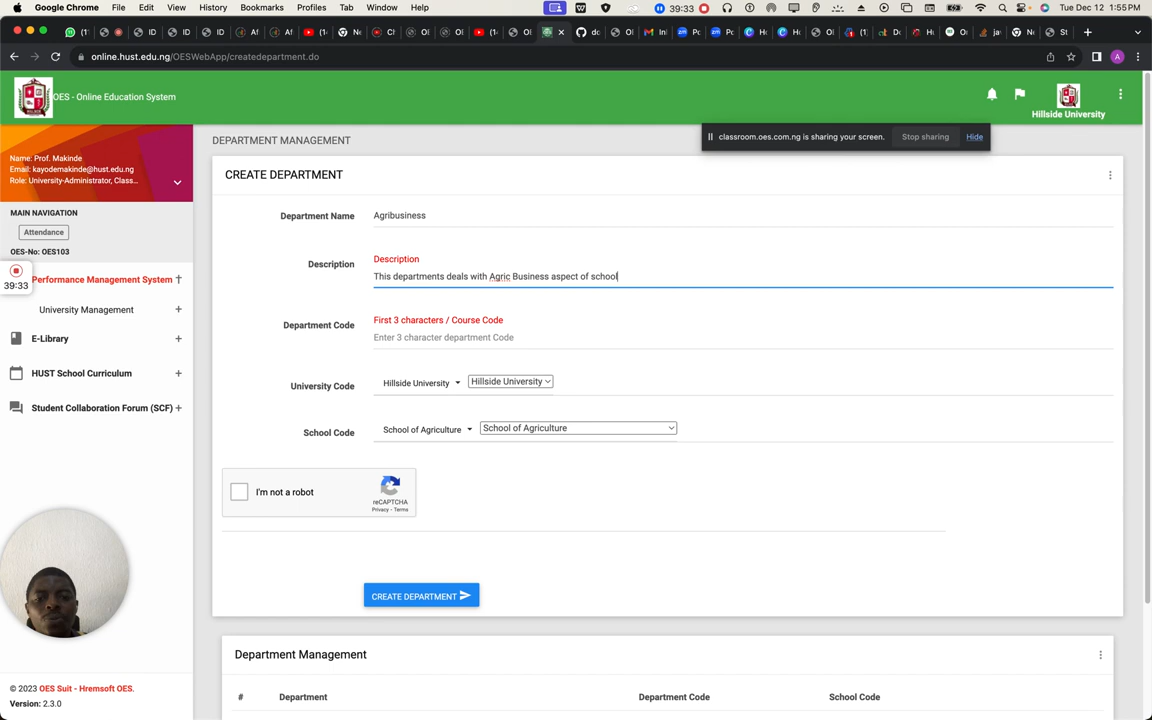 Google Chrome File Edit View History Bookmarks Profiles Tab Window Help 39:33 Tue Dec 12 1:55PM
online.hust.edu.ng/OESWebApp/createdepartment.do
OES - Online Education System
Hillside University
classroom.oes.com.ng is sharing your screen. Stop sharing Hide
Name: Prof. Makinde
Email: kayodemakinde@hust.edu.ng
Role: University-Administrator, Class...
MAIN NAVIGATION
Attendance
OES-No: OES103
39:33
Performance Management System
University Management +
E-Library +
HUST School Curriculum +
Student Collaboration Forum (SCF) +
© 2023 OES Suit - Hremsoft OES.
Version: 2.3.0
DEPARTMENT MANAGEMENT
CREATE DEPARTMENT
Department Name Agribusiness
Description
Description
This departments deals with Agric Business aspect of school
Department Code
First 3 characters / Course Code
Enter 3 character department Code
University Code Hillside University Hillside University
School Code School of Agriculture School of Agriculture
I'm not a robot
reCAPTCHA
Privacy - Terms
CREATE DEPARTMENT
Department Management
# Department Department Code School Code